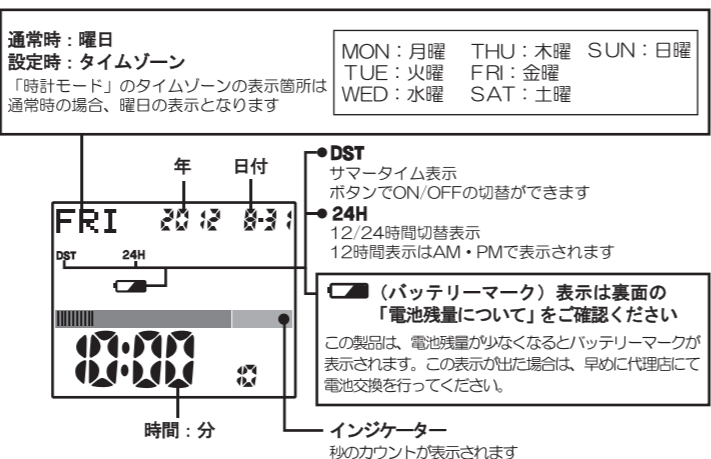 通常時：曜日
設定時：タイムゾーン
「時計モード」のタイムゾーンの表示箇所は
通常時の場合、曜日の表示となります
MON：月曜 THU：木曜 SUN：日曜
TUE：火曜 FRI：金曜
WED：水曜 SAT：土曜
年 日付
DST
サマータイム表示
ボタンでON/OFFの切替ができます
24H
12/24時間切替表示
12時間表示はAM・PMで表示されます
FRI 2012 8-31
DST 24H
（バッテリーマーク）表示は裏面の
「電池残量について」をご確認ください
この製品は、電池残量が少なくなるとバッテリーマークが
表示されます。この表示が出た場合は、早めに代理店にて
電池交換を行ってください。
10:00 10
時間：分
インジケーター
秒のカウントが表示されます